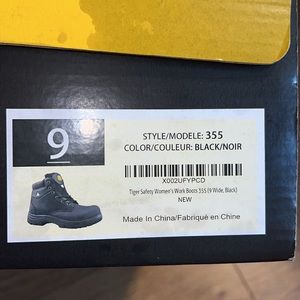 9
STYLE/MODELE: 355
COLOR/COULEUR: BLACK/NOIR
X002UFYPCD
Tiger Safety Women's Work Boots 355 (9 Wide, Black)
NEW
Made In China/Fabriqué en Chine